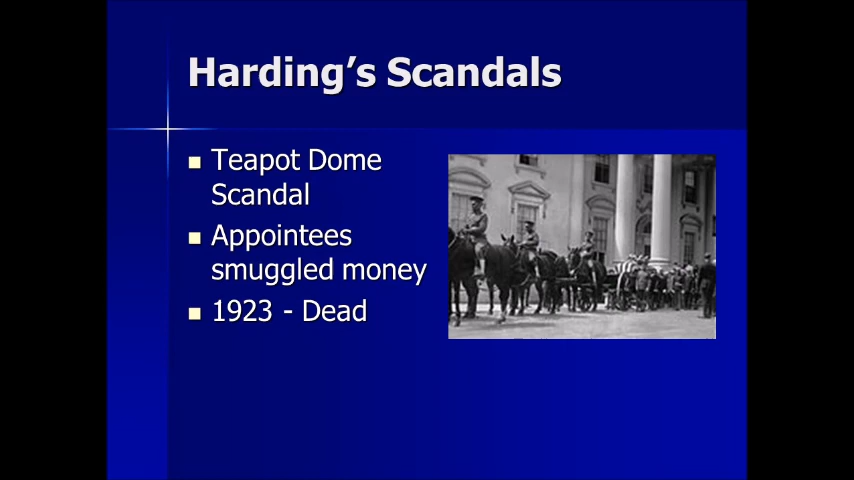 Harding’s Scandals
Teapot Dome
Scandal
Appointees
smuggled money
1923 - Dead